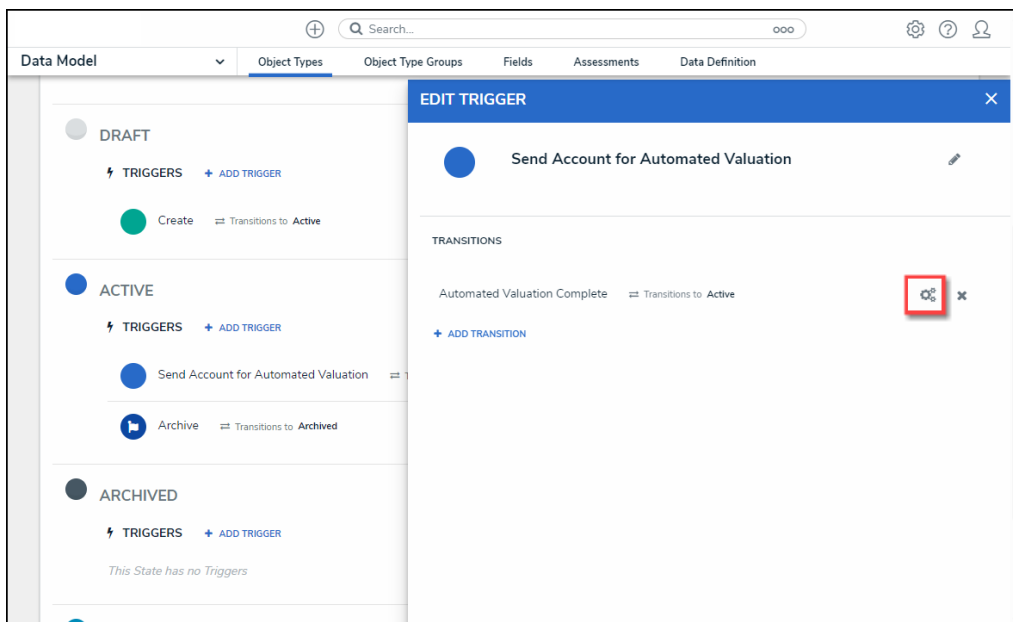 Search...
Data Model
Object Types Object Type Groups Fields Assessments Data Definition
DRAFT
TRIGGERS + ADD TRIGGER
Create Transitions to Active
ACTIVE
TRIGGERS + ADD TRIGGER
Send Account for Automated Valuation
Archive Transitions to Archived
ARCHIVED
TRIGGERS + ADD TRIGGER
This State has no Triggers
EDIT TRIGGER
Send Account for Automated Valuation
TRANSITIONS
Automated Valuation Complete Transitions to Active
+ ADD TRANSITION